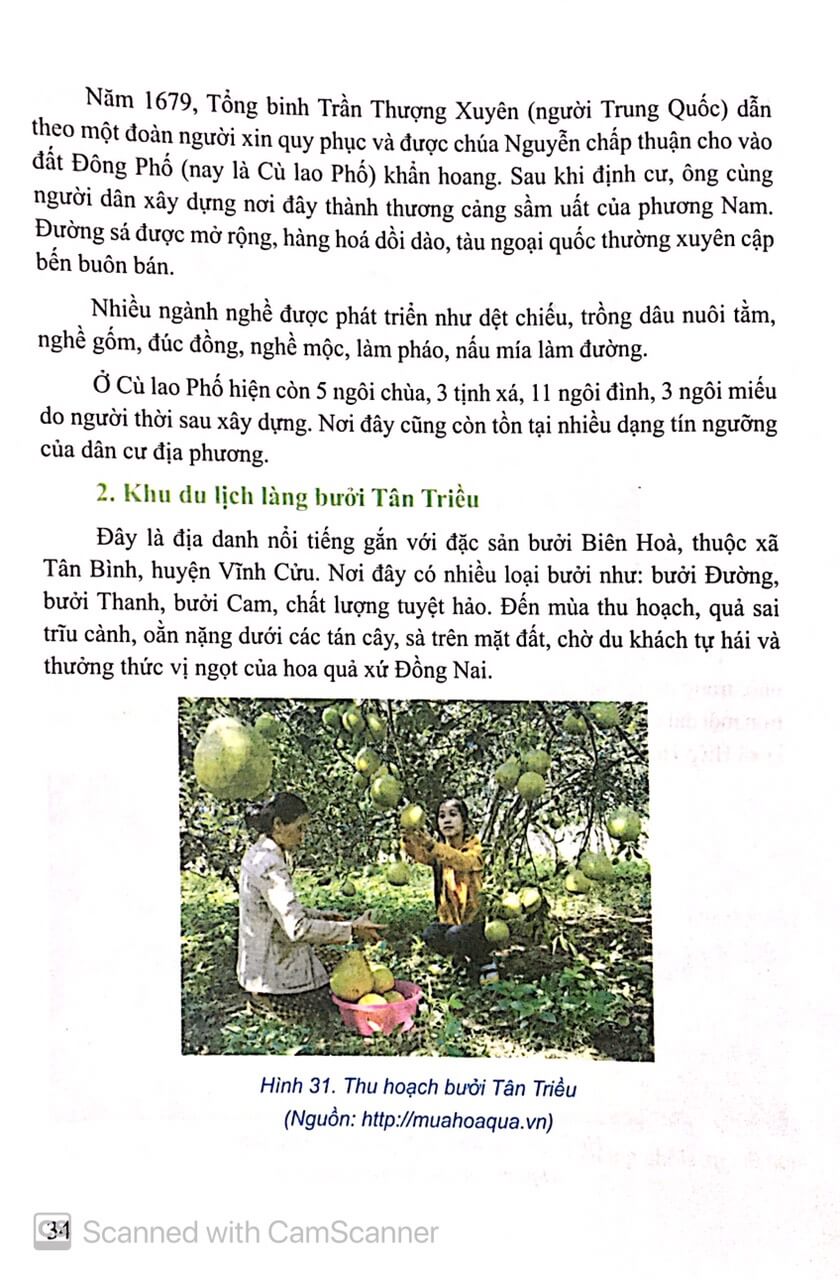 Năm 1679, Tổng binh Trần Thượng Xuyên (người Trung Quốc) dẫn
theo một đoàn người xin quy phục và được chúa Nguyễn chấp thuận cho vào
đất Đông Phố (nay là Cù lao Phố) khẩn hoang. Sau khi định cư, ông cùng
người dân xây dựng nơi đây thành thương cảng sầm uất của phương Nam.
Đường sá được mở rộng, hàng hoá dồi dào, tàu ngoại quốc thường xuyên cập
bến buôn bán.
Nhiều ngành nghề được phát triển như dệt chiếu, trồng dâu nuôi tằm,
nghề gốm, đúc đồng, nghề mộc, làm pháo, nấu mía làm đường.
Ở Cù lao Phố hiện còn 5 ngôi chùa, 3 tịnh xá, 11 ngôi đình, 3 ngôi miếu
do người thời sau xây dựng. Nơi đây cũng còn tồn tại nhiều dạng tín ngưỡng
của dân cư địa phương.
2. Khu du lịch làng bưởi Tân Triều
Đây là địa danh nổi tiếng gắn với đặc sản bưởi Biên Hoà, thuộc xã
Tân Bình, huyện Vĩnh Cửu. Nơi đây có nhiều loại bưởi như: bưởi Đường,
bưởi Thanh, bưởi Cam, chất lượng tuyệt hảo. Đến mùa thu hoạch, quả sai
trĩu cành, oằn nặng dưới các tán cây, sà trên mặt đất, chờ du khách tự hái và
thưởng thức vị ngọt của hoa quả xứ Đồng Nai.
Hình 31. Thu hoạch bưởi Tân Triều
(Nguồn: http://muahoaqua.vn)
34
Scanned with CamScanner